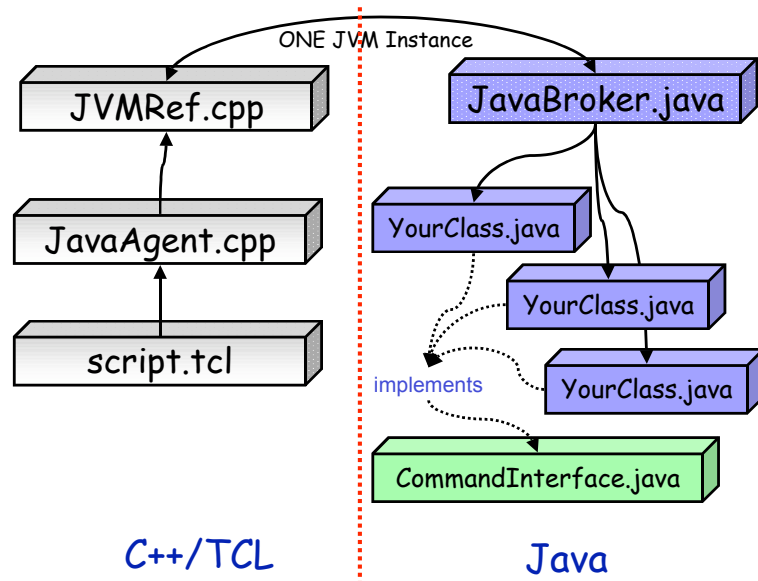 ONE JVM Instance
JVMRef.cpp
JavaBroker.java
JavaAgent.cpp
YourClass.java
YourClass.java
script.tcl
YourClass.java
implements
CommandInterface.java
C++/TCL
Java